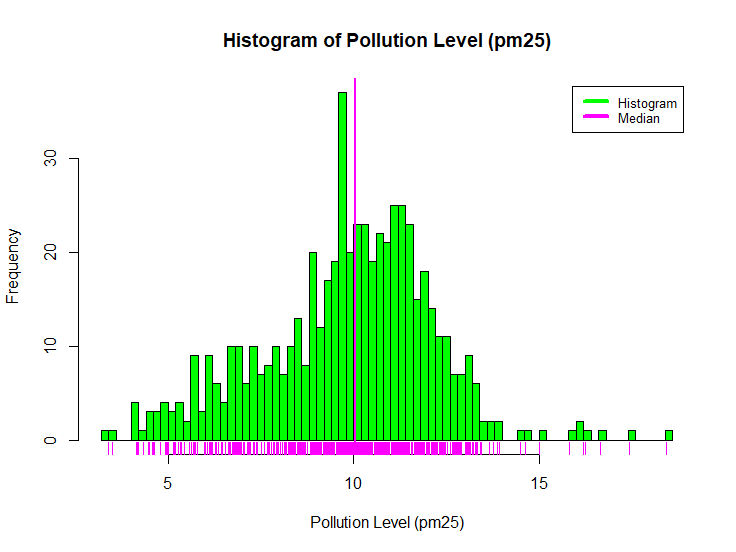 Histogram of Pollution Level (pm25)
Histogram
Median
30
20
10
0
Frequency
5
10
15
Pollution Level (pm25)